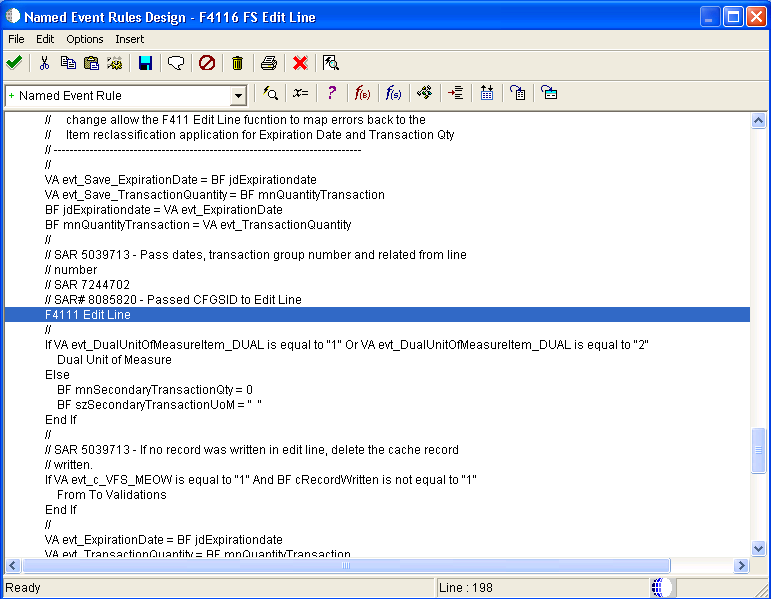 Named Event Rules Design - F4116 FS Edit Line
File Edit Options Insert
+ Named Event Rule
x=
?
f(B)
f(S)
// change allow the F411 Edit Line fucntion to map errors back to the
// Item reclassification application for Expiration Date and Transaction Qty
// -----------------------------------------------------------------------------
//
VA evt_Save_ExpirationDate = BF jdExpirationdate
VA evt_Save_TransactionQuantity = BF mnQuantityTransaction
BF jdExpirationdate = VA evt_ExpirationDate
BF mnQuantityTransaction = VA evt_TransactionQuantity
//
// SAR 5039713 - Pass dates, transaction group number and related from line
// number
// SAR 7244702
// SAR# 8085820 - Passed CFGSID to Edit Line
F4111 Edit Line
//
If VA evt_DualUnitOfMeasureItem_DUAL is equal to "1" Or VA evt_DualUnitOfMeasureItem_DUAL is equal to "2"
Dual Unit of Measure
Else
BF mnSecondaryTransactionQty = 0
BF szSecondaryTransactionUoM = "  "
End If
//
// SAR 5039713 - If no record was written in edit line, delete the cache record
// written.
If VA evt_c_VFS_MEOW is equal to "1" And BF cRecordWritten is not equal to "1"
From To Validations
End If
//
VA evt_ExpirationDate = BF jdExpirationdate
VA evt_TransactionQuantity = BF mnQuantityTransaction
Ready
Line : 198